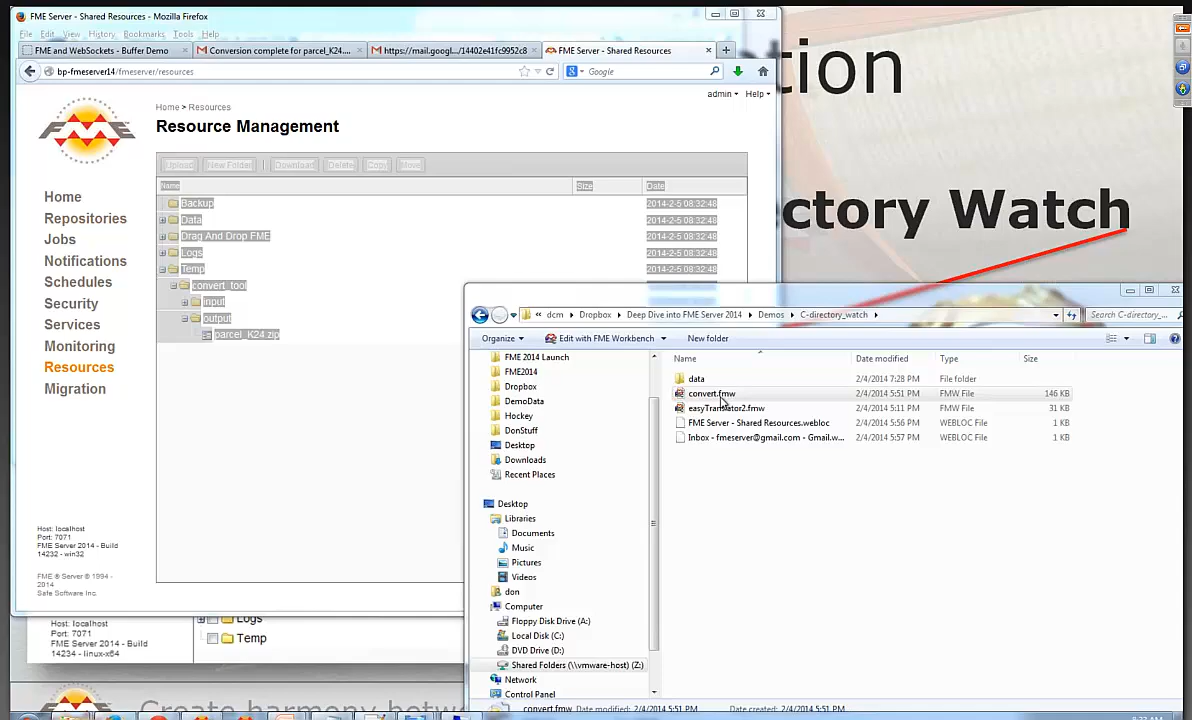 FME Server - Shared Resources - Mozilla Firefox
File Edit View History Bookmarks Tools Help
FME and WebSockets - Buffer Demo
Conversion complete for parcel_K24....
https://mail.googl.../14402e41fc9952c8
FME Server - Shared Resources
bp-fmeserver14/fmeserver/resources
Google
admin Help
FME
Home > Resources
Resource Management
Upload New Folder Download Delete Copy Move
Name Size Date
Backup 2014-2-5 08:32:48
Data 2014-2-5 08:32:48
Drag And Drop FME 2014-2-5 08:32:48
Logs 2014-2-5 08:32:48
Temp 2014-2-5 08:32:48
convert_tool
input
output
parcel_K24.zip
Home
Repositories
Jobs
Notifications
Schedules
Security
Services
Monitoring
Resources
Migration
Host: localhost
Port: 7071
FME Server 2014 - Build
14232 - win32
FME ® Server © 1994 -
2014
Safe Software Inc.
tion
ctory Watch
« dcm Dropbox Deep Dive into FME Server 2014 Demos C-directory_watch
Search C-directory_...
Organize Edit with FME Workbench New folder
Name Date modified Type Size
data 2/4/2014 7:28 PM File folder
convert.fmw 2/4/2014 5:51 PM FMW File 146 KB
easyTranslator2.fmw 2/4/2014 5:11 PM FMW File 31 KB
FME Server - Shared Resources.webloc 2/4/2014 5:56 PM WEBLOC File 1 KB
Inbox - fmeserver@gmail.com - Gmail.w... 2/4/2014 5:57 PM WEBLOC File 1 KB
FME 2014 Launch
FME2014
Dropbox
DemoData
Hockey
DonStuff
Desktop
Downloads
Recent Places
Desktop
Libraries
Documents
Music
Pictures
Videos
don
Computer
Floppy Disk Drive (A:)
Local Disk (C:)
DVD Drive (D:)
Shared Folders (\\vmware-host) (Z:)
Network
Control Panel
convert.fmw Date modified: 2/4/2014 5:51 PM Date created: 2/4/2014 5:51 PM
Host: localhost
Port: 7071
FME Server 2014 - Build
14234 - linux-x64
Logs
Temp
Create harmony betw